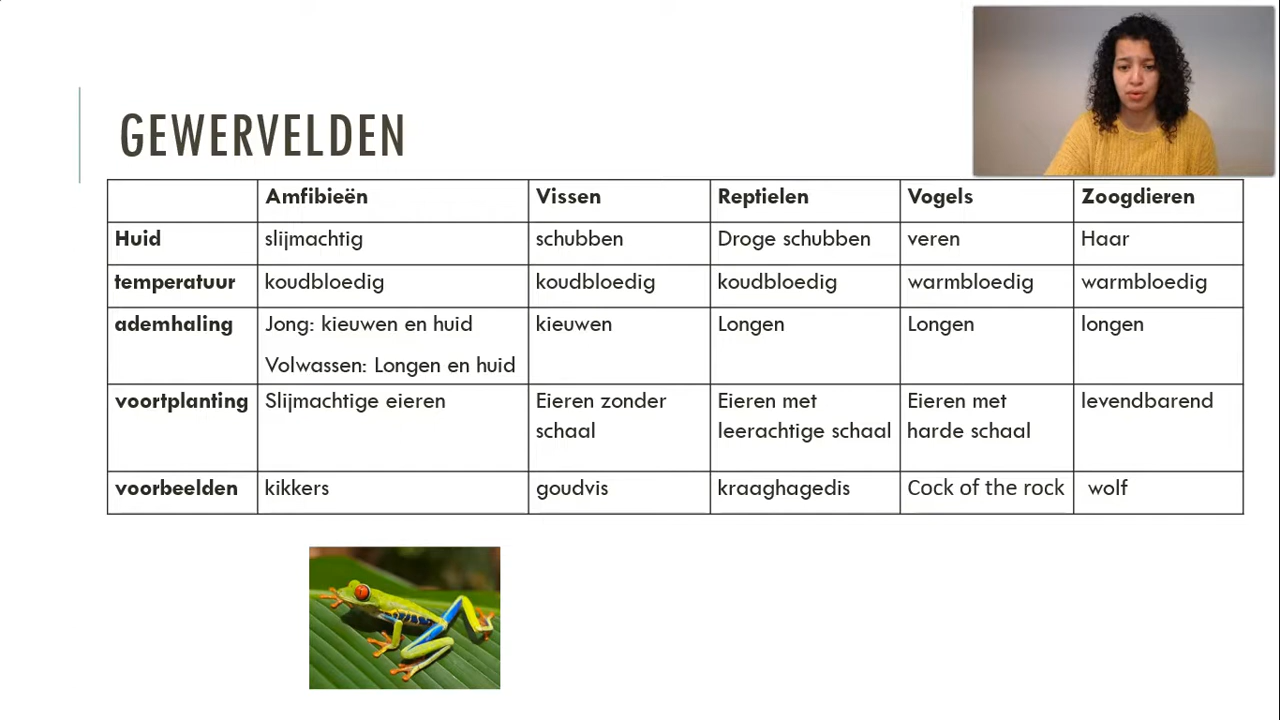 GEWERVELDEN
Amfibieën Vissen Reptielen Vogels Zoogdieren
Huid slijmachtig schubben Droge schubben veren Haar
temperatuur koudbloedig koudbloedig koudbloedig warmbloedig warmbloedig
ademhaling Jong: kieuwen en huid kieuwen Longen Longen longen
Volwassen: Longen en huid
voortplanting Slijmachtige eieren Eieren zonder Eieren met Eieren met levendbarend
schaal leerachtige schaal harde schaal
voorbeelden kikkers goudvis kraaghagedis Cock of the rock wolf